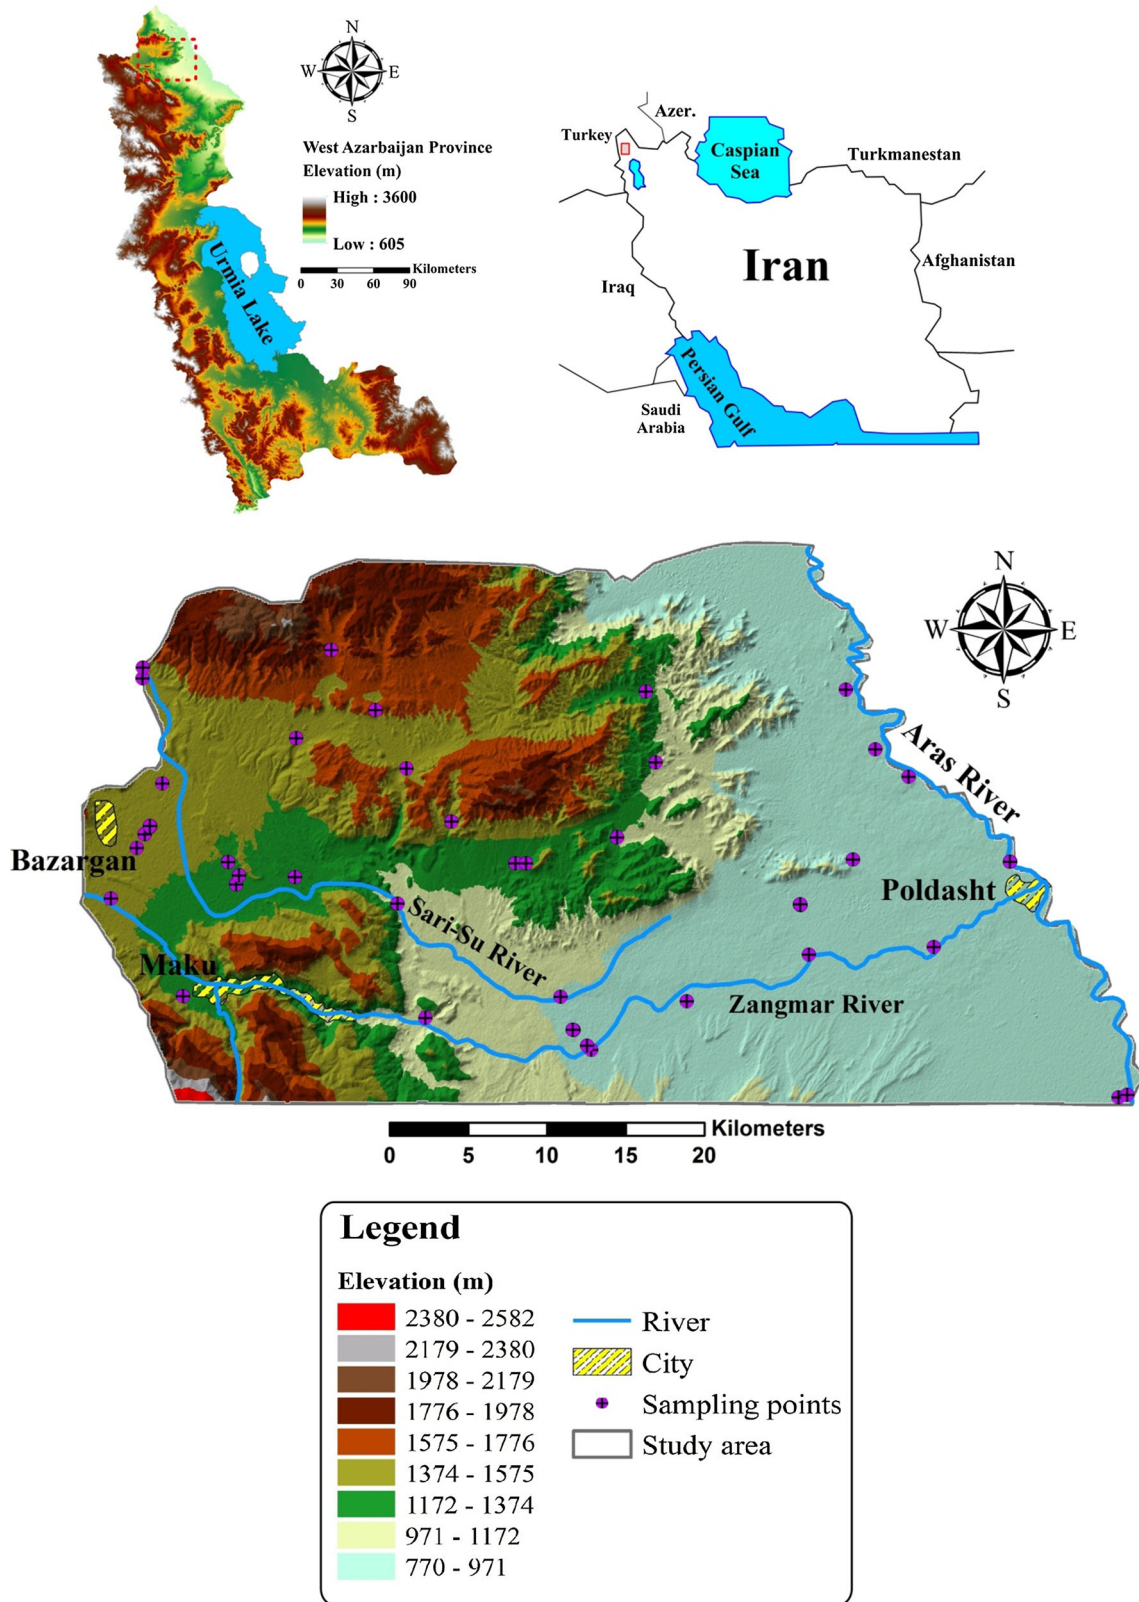 N
W E
S
West Azarbaijan Province
Elevation (m)
High : 3600
Low : 605
Kilometers
0 30 60 90
Urmia Lake
Azer.
Turkey
Caspian
Sea
Turkmanestan
Iran
Afghanistan
Iraq
Persian Gulf
Saudi
Arabia
N
W E
S
Aras River
Bazargan
Poldasht
Sari-Su River
Maku
Zangmar River
Kilometers
0 5 10 15 20
Legend
Elevation (m)
2380 - 2582
2179 - 2380
1978 - 2179
1776 - 1978
1575 - 1776
1374 - 1575
1172 - 1374
971 - 1172
770 - 971
River
City
Sampling points
Study area